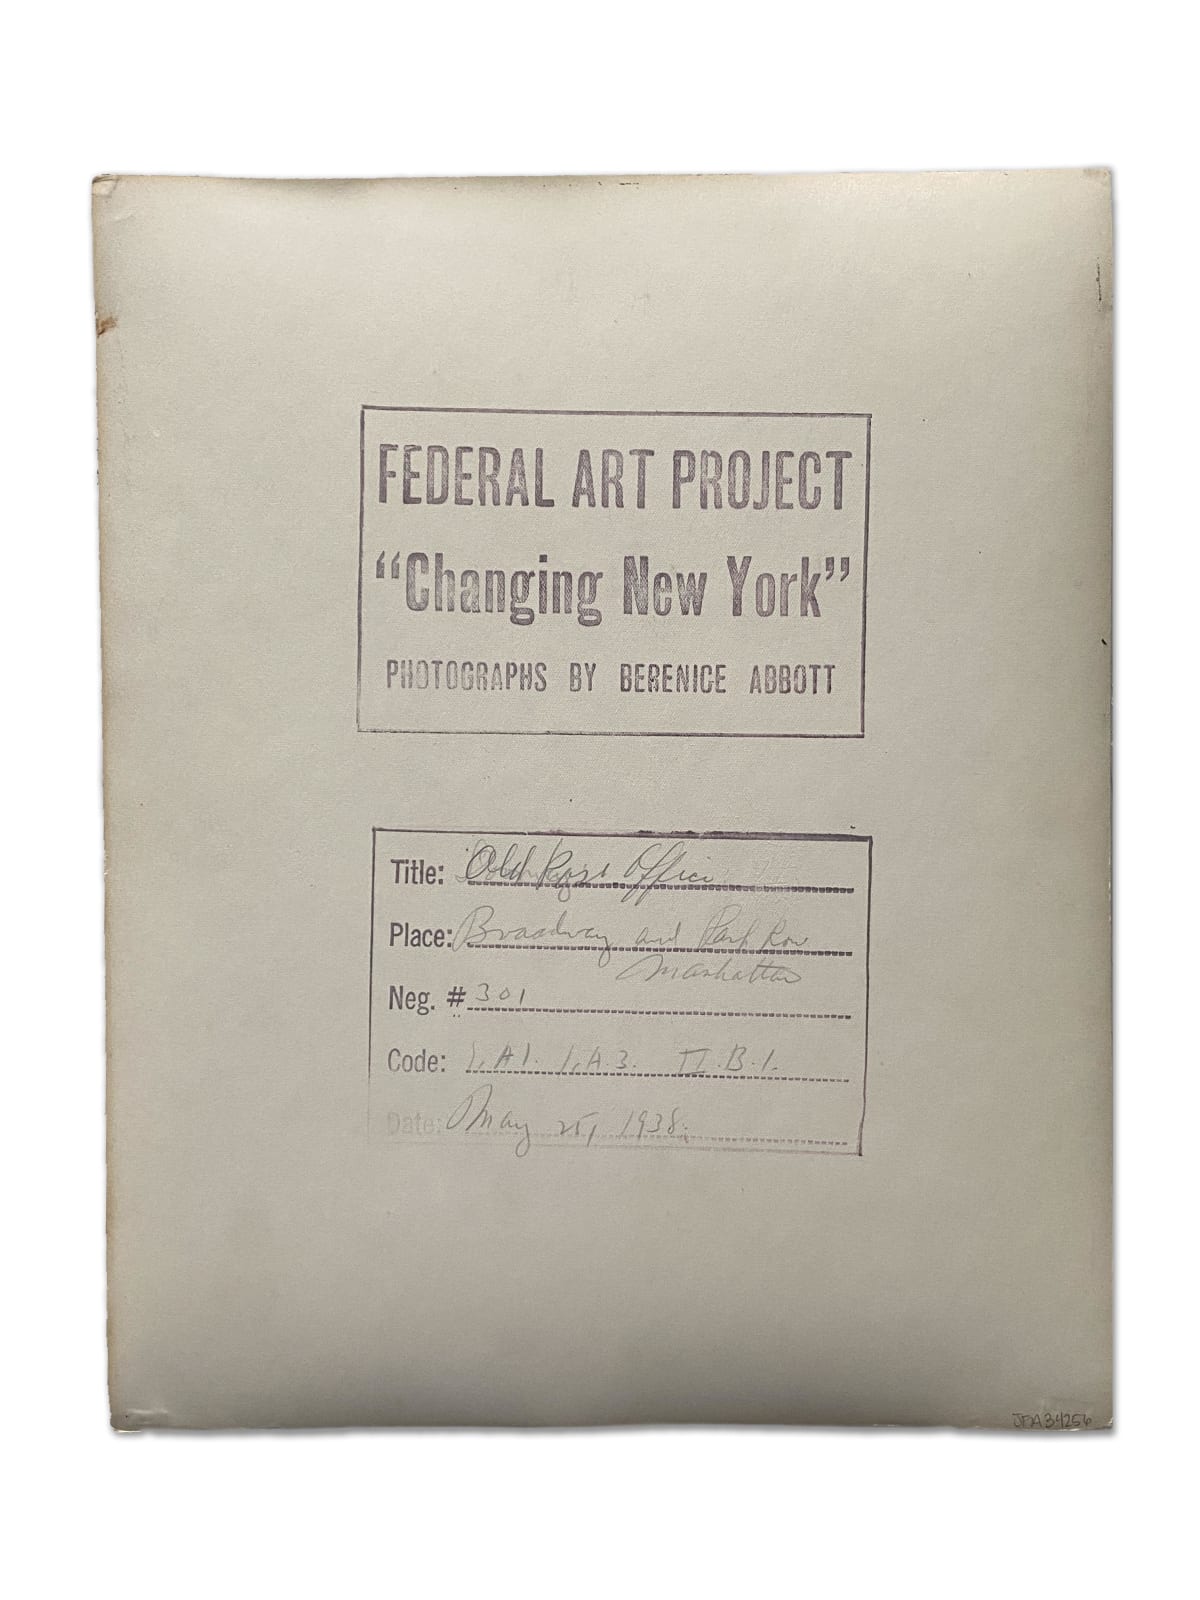 FEDERAL ART PROJECT
“Changing New York”
PHOTOGRAPHS BY BERENICE ABBOTT
Title: Old Post Office
Place: Broadway and Park Row
Manhattan
Neg. # 301
Code: I.A1. I.A3. II.B.1.
Date: May 25, 1938.
JFA34256